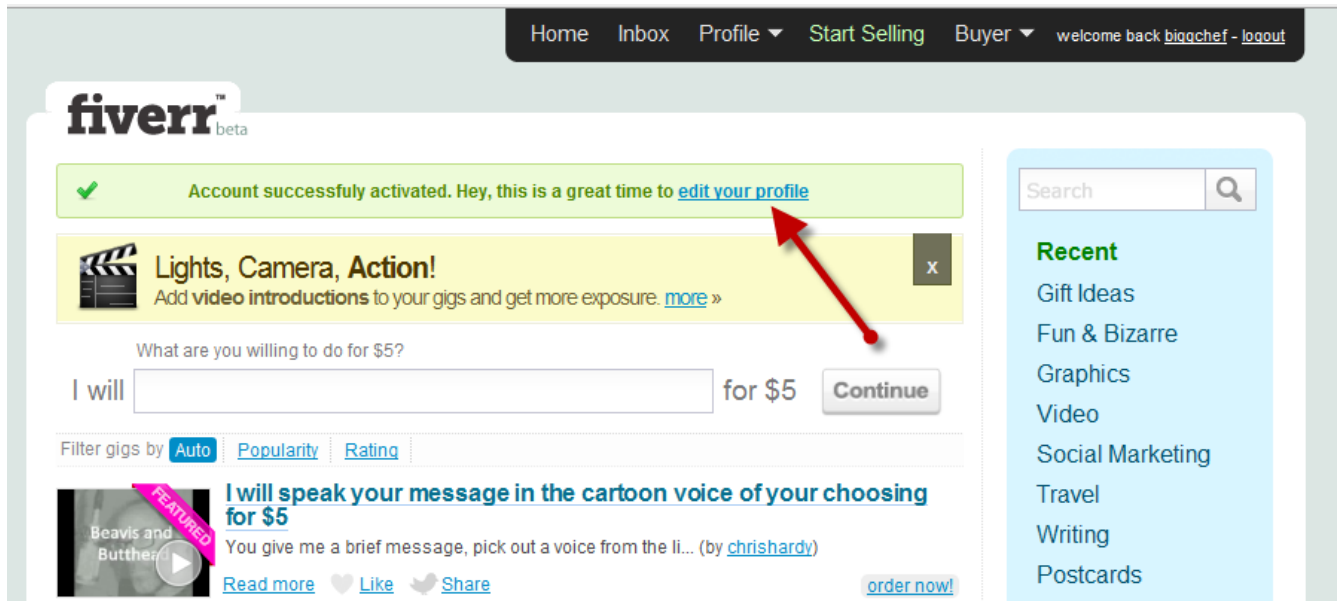 Home Inbox Profile Start Selling Buyer welcome back biggchef - logout
fiverr™ beta
Account successfuly activated. Hey, this is a great time to edit your profile
Lights, Camera, Action!
x
Add video introductions to your gigs and get more exposure. more »
What are you willing to do for $5?
I will for $5 Continue
Filter gigs by Auto Popularity Rating
FEATURED
Beavis and
Butthead
I will speak your message in the cartoon voice of your choosing
for $5
You give me a brief message, pick out a voice from the li... (by chrishardy)
Read more Like Share order now!
Search
Recent
Gift Ideas
Fun & Bizarre
Graphics
Video
Social Marketing
Travel
Writing
Postcards